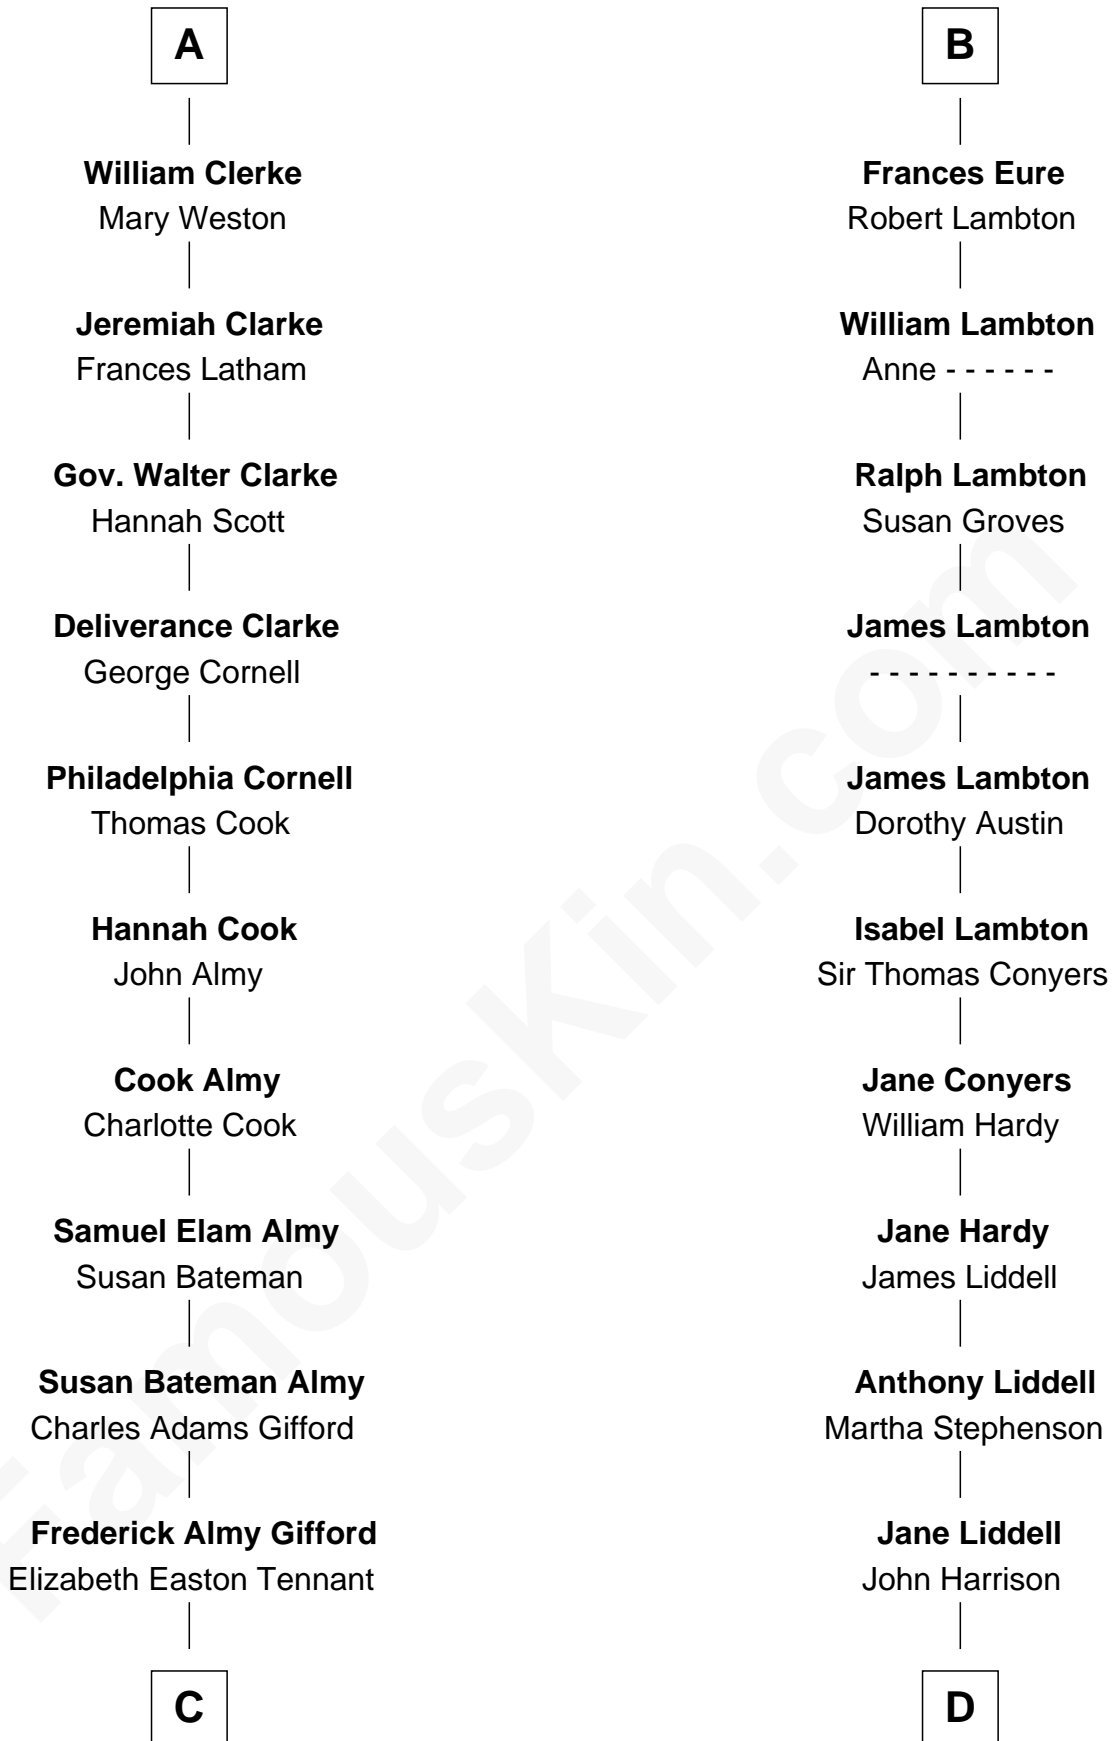 A
William Clerke
Mary Weston
Jeremiah Clarke
Frances Latham
Gov. Walter Clarke
Hannah Scott
Deliverance Clarke
George Cornell
Philadelphia Cornell
Thomas Cook
Hannah Cook
John Almy
Cook Almy
Charlotte Cook
Samuel Elam Almy
Susan Bateman
Susan Bateman Almy
Charles Adams Gifford
Frederick Almy Gifford
Elizabeth Easton Tennant
C
B
Frances Eure
Robert Lambton
William Lambton
Anne - - - - - -
Ralph Lambton
Susan Groves
James Lambton
- - - - - - - - - -
James Lambton
Dorothy Austin
Isabel Lambton
Sir Thomas Conyers
Jane Conyers
William Hardy
Jane Hardy
James Liddell
Anthony Liddell
Martha Stephenson
Jane Liddell
John Harrison
D
FamousKin.com